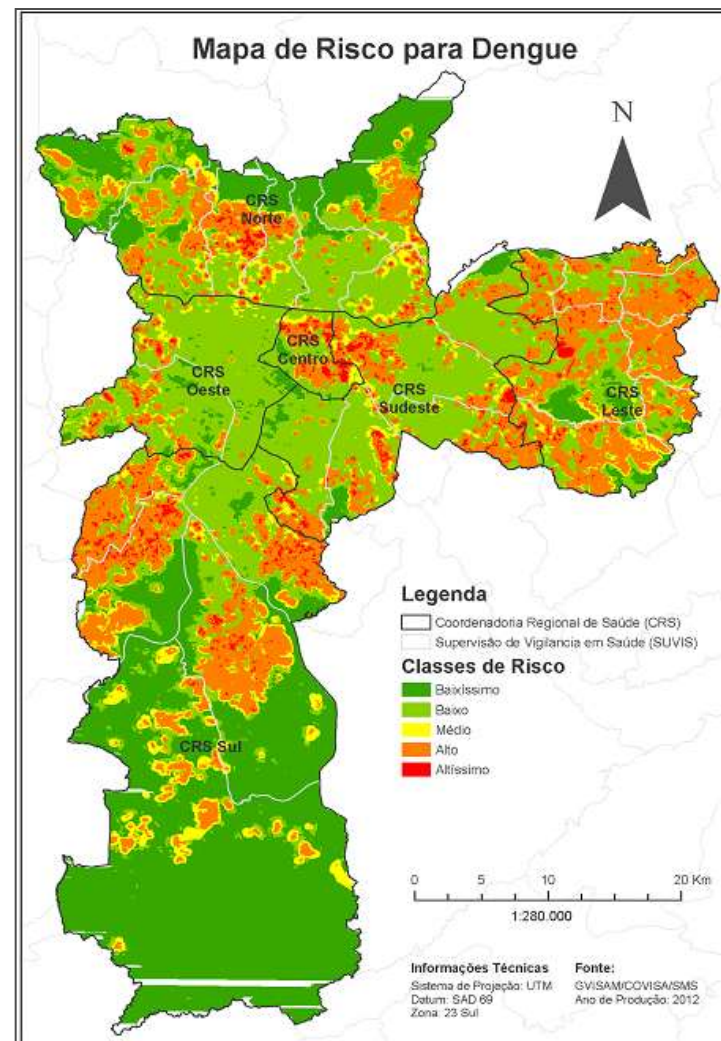 Mapa de Risco para Dengue
N
CRS
Norte
CRS
Centro
CRS
Oeste
CRS
Sudeste
CRS
Leste
CRS Sul
Legenda
Coordenadoria Regional de Saúde (CRS)
Supervisão de Vigilancia em Saúde (SUVIS)
Classes de Risco
Baixíssimo
Baixo
Médio
Alto
Altíssimo
0 5 10 20 Km
1:280.000
Informações Técnicas
Sistema de Projeção: UTM
Datum: SAD 69
Zona: 23 Sul
Fonte:
GVISAM/COVISA/SMS
Ano de Produção: 2012